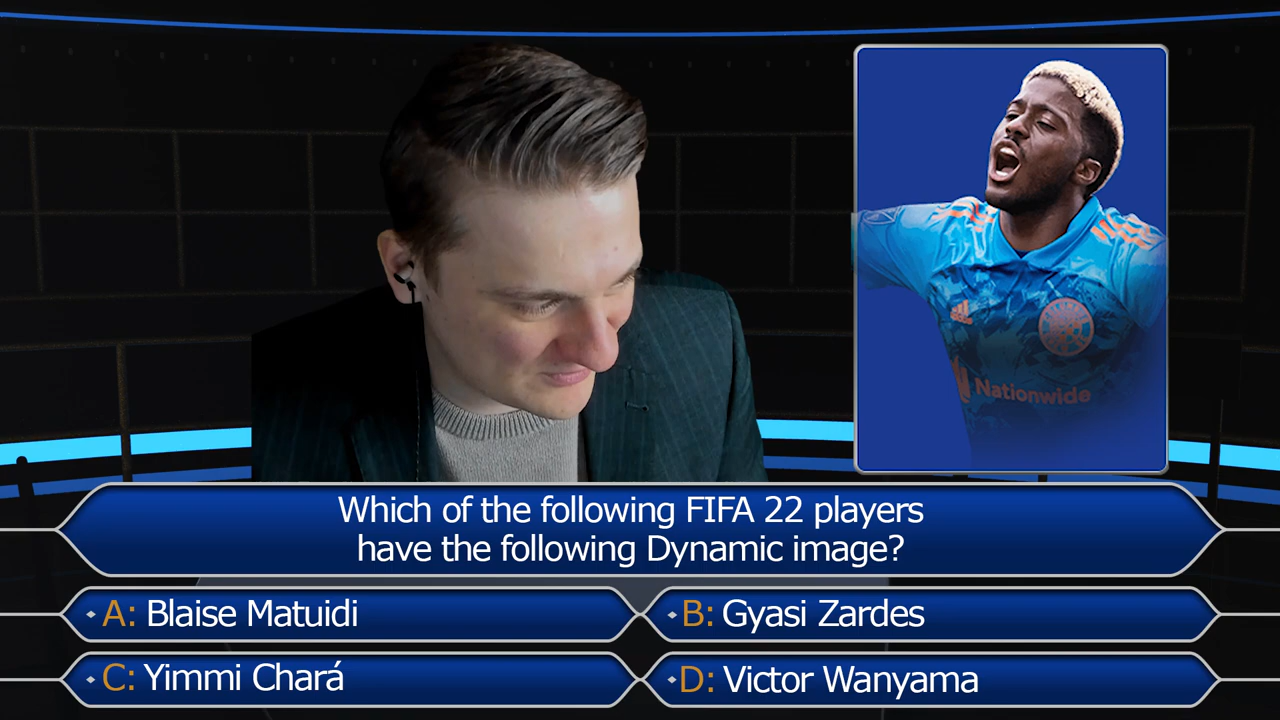 Nationwide
Which of the following FIFA 22 players
have the following Dynamic image?
A: Blaise Matuidi
B: Gyasi Zardes
C: Yimmi Chará
D: Victor Wanyama